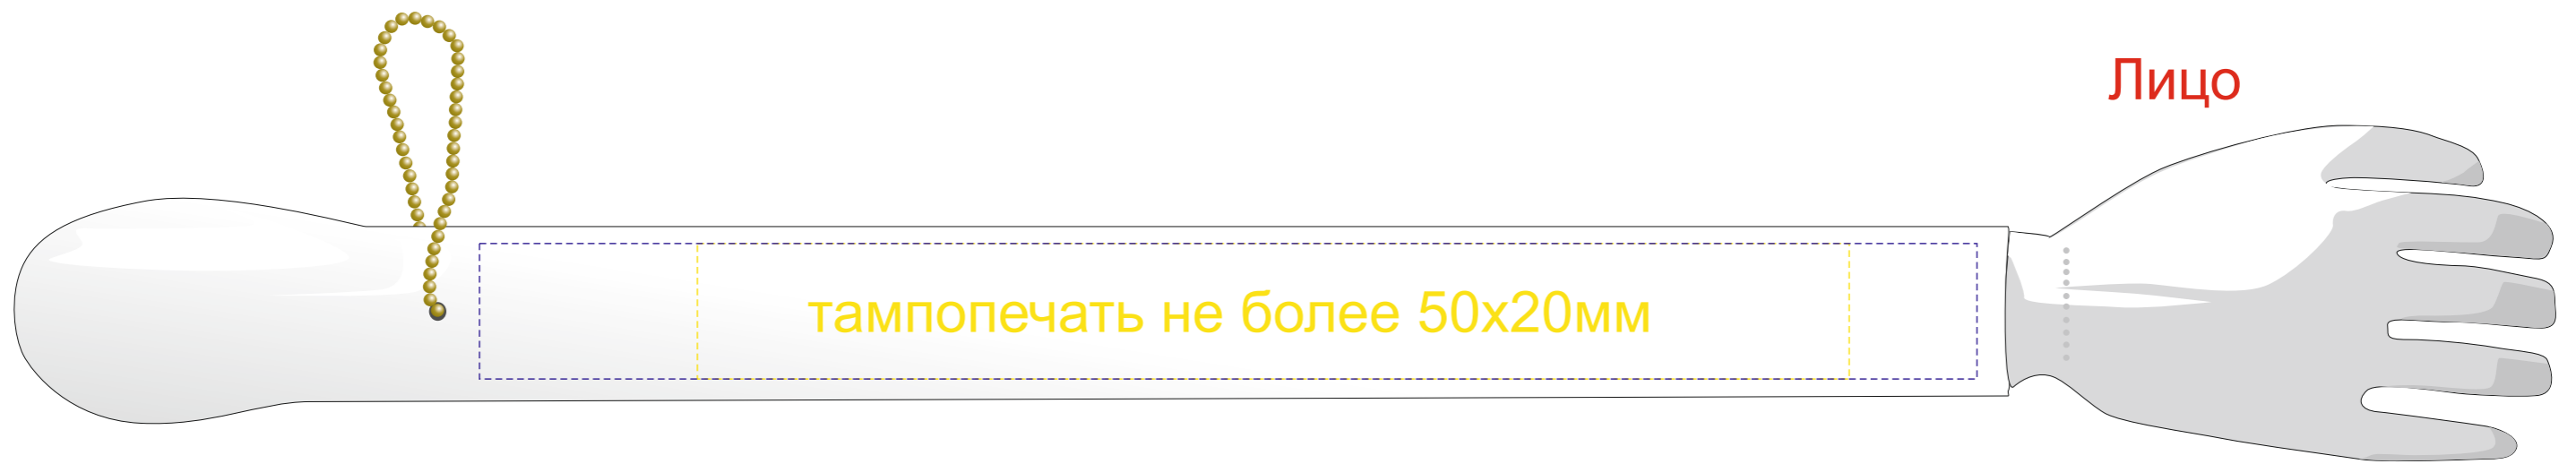 Лицо
тампопечать не более 50х20мм